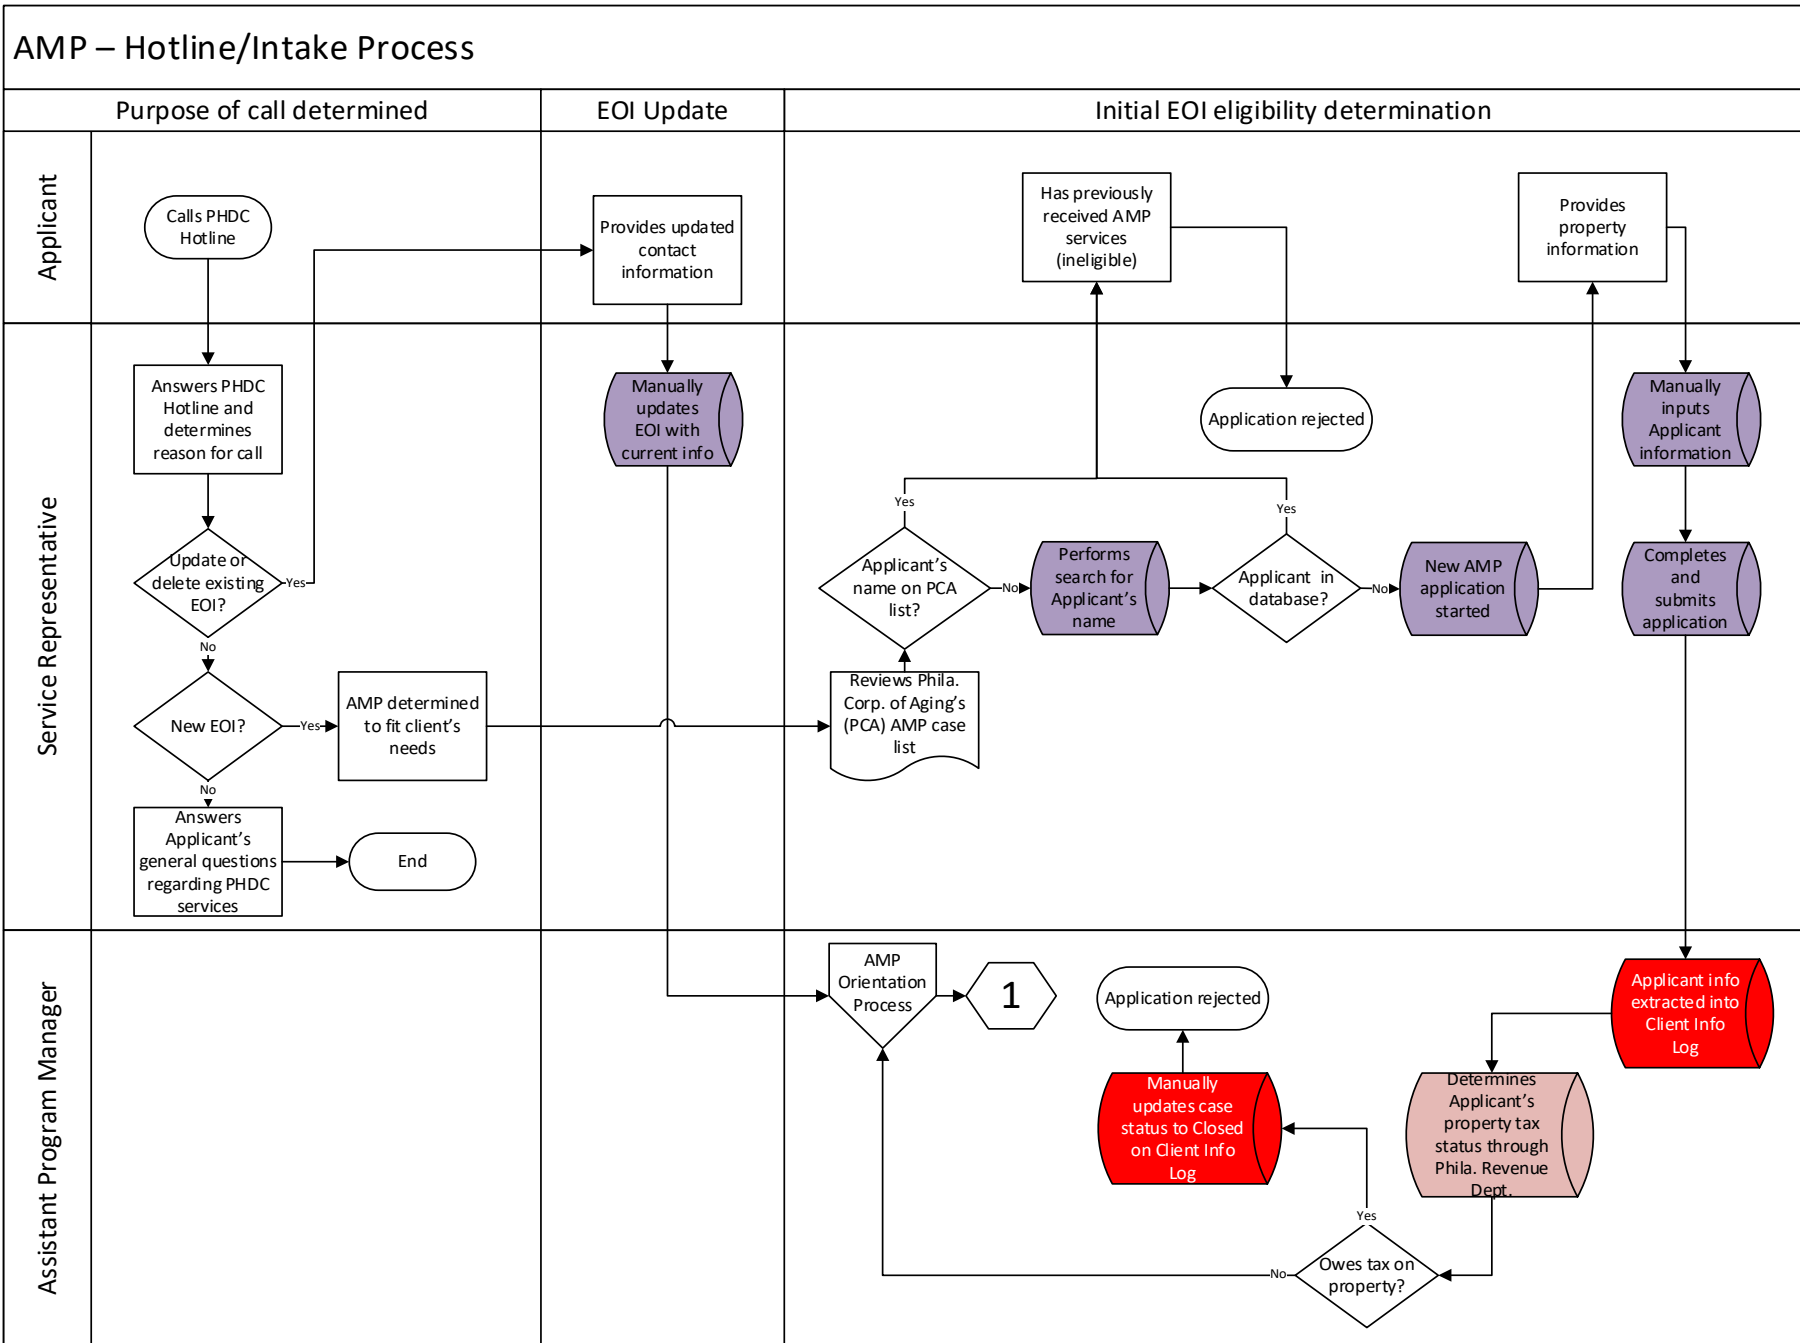 AMP – Hotline/Intake Process
Purpose of call determined
EOI Update
Initial EOI eligibility determination
Applicant
Calls PHDC
Hotline
Provides updated
contact
information
Has previously
received AMP
services
(ineligible)
Provides
property
information
Service Representative
Answers PHDC
Hotline and
determines
reason for call
Update or
delete existing
EOI?
Yes
No
New EOI?
Yes
No
AMP determined
to fit client's
needs
Answers
Applicant's
general questions
regarding PHDC
services
End
Manually
updates
EOI with
current info
Reviews Phila.
Corp. of Aging's
(PCA) AMP case
list
Applicant's
name on PCA
list?
Yes
No
Performs
search for
Applicant's
name
Applicant in
database?
Yes
No
Application rejected
New AMP
application
started
Manually
inputs
Applicant
information
Completes
and
submits
application
Assistant Program Manager
AMP
Orientation
Process
1
Application rejected
Manually
updates case
status to Closed
on Client Info
Log
Applicant info
extracted into
Client Info
Log
Determines
Applicant's
property tax
status through
Phila. Revenue
Dept.
Owes tax on
property?
Yes
No